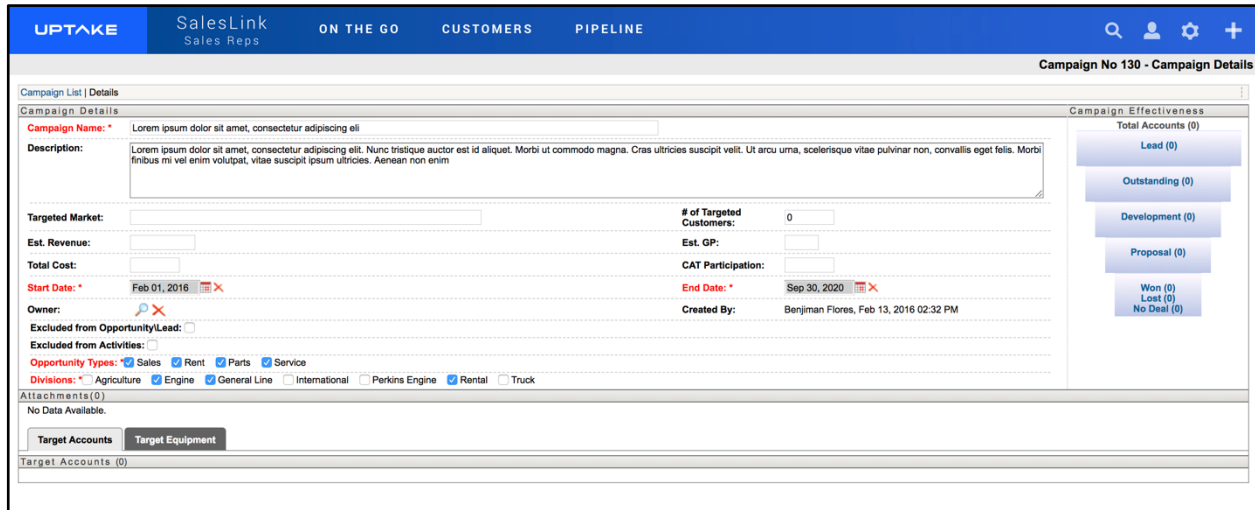 UPTAKE
SalesLink
Sales Reps
ON THE GO
CUSTOMERS
PIPELINE
Campaign No 130 - Campaign Details
Campaign List | Details
Campaign Details
Campaign Name: *
Lorem ipsum dolor sit amet, consectetur adipiscing eli
Description:
Lorem ipsum dolor sit amet, consectetur adipiscing elit. Nunc tristique auctor est id aliquet. Morbi ut commodo magna. Cras ultricies suscipit velit. Ut arcu urna, scelerisque vitae pulvinar non, convallis eget felis. Morbi
finibus mi vel enim volutpat, vitae suscipit ipsum ultricies. Aenean non enim
Targeted Market:
# of Targeted
Customers:
0
Est. Revenue:
Est. GP:
Total Cost:
CAT Participation:
Start Date: *
Feb 01, 2016
End Date: *
Sep 30, 2020
Owner:
Created By:
Benjiman Flores, Feb 13, 2016 02:32 PM
Excluded from Opportunity\Lead:
Excluded from Activities:
Opportunity Types: * Sales Rent Parts Service
Divisions: * Agriculture Engine General Line International Perkins Engine Rental Truck
Campaign Effectiveness
Total Accounts (0)
Lead (0)
Outstanding (0)
Development (0)
Proposal (0)
Won (0)
Lost (0)
No Deal (0)
Attachments(0)
No Data Available.
Target Accounts
Target Equipment
Target Accounts (0)